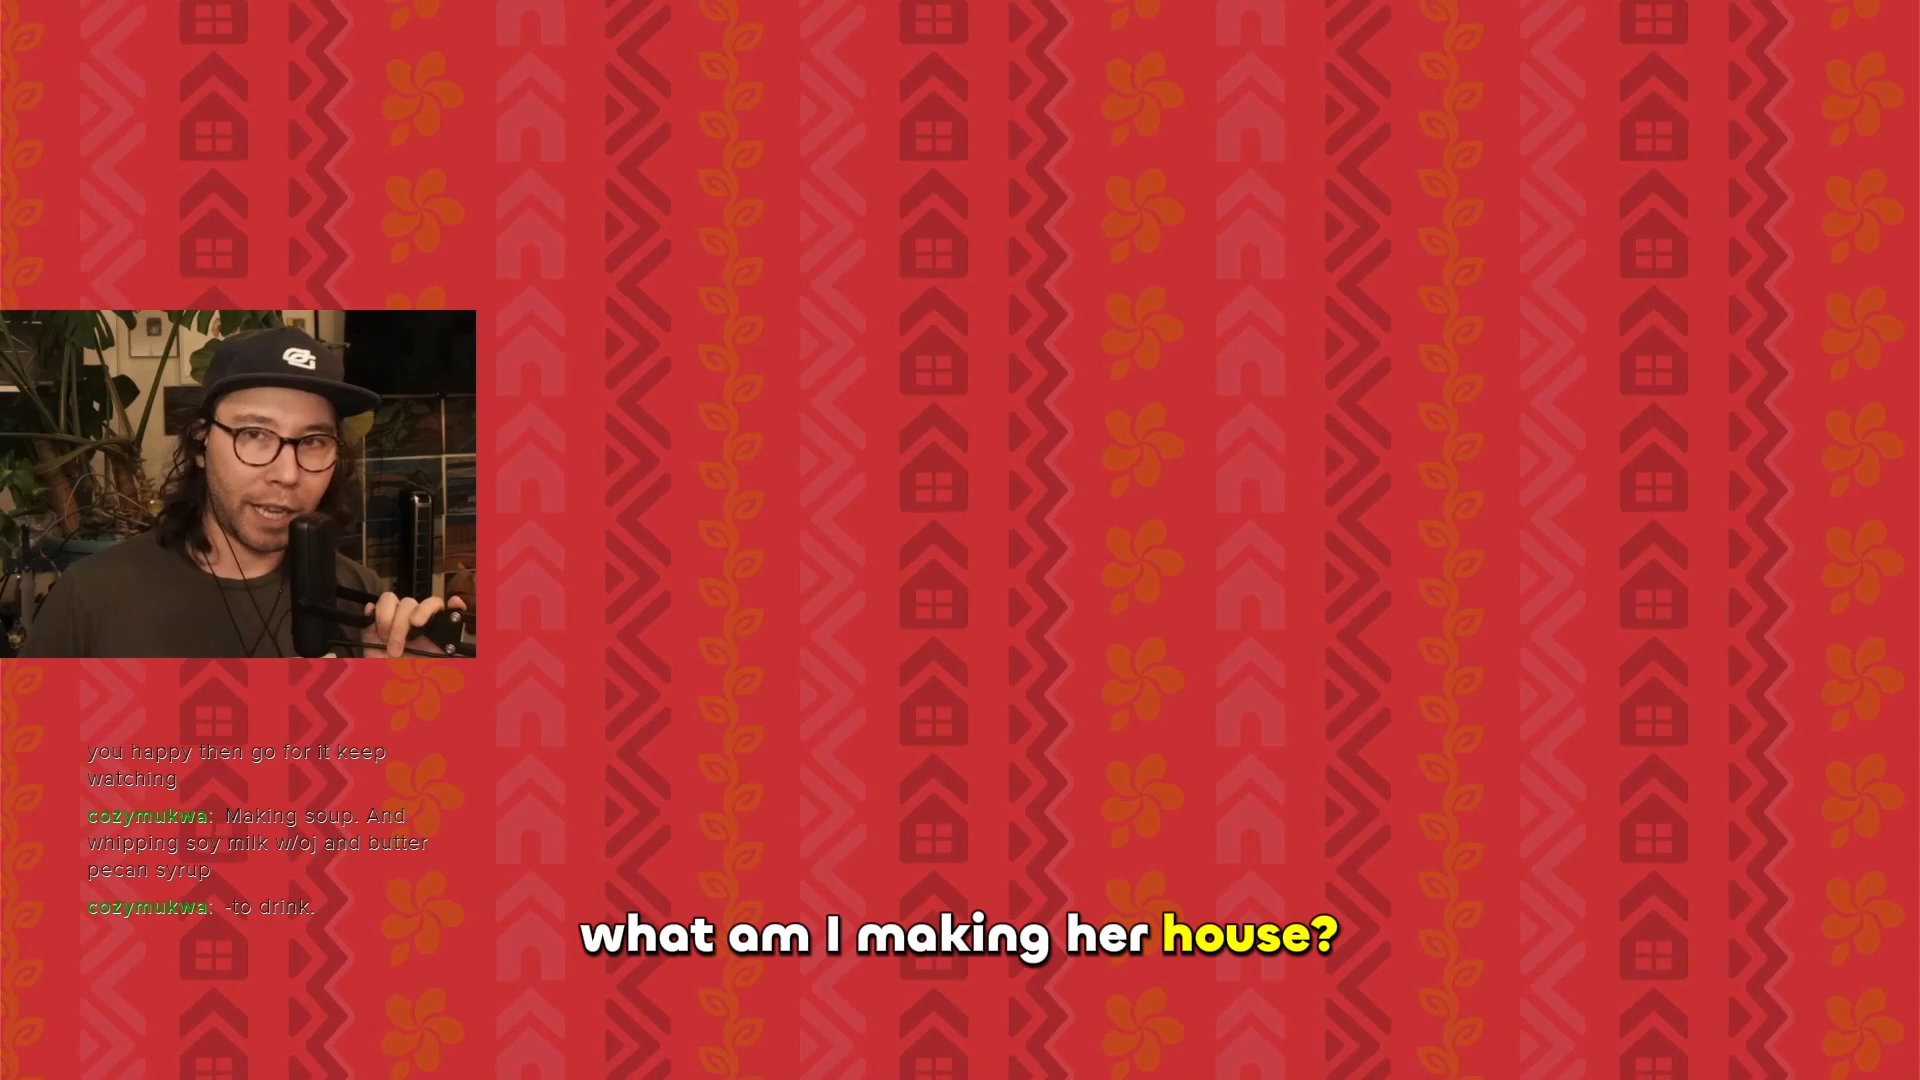 you happy then go for it keep
watching
cozymukwa: Making soup. And
whipping soy milk w/oj and butter
pecan syrup
cozymukwa: -to drink.
what am I making her house?